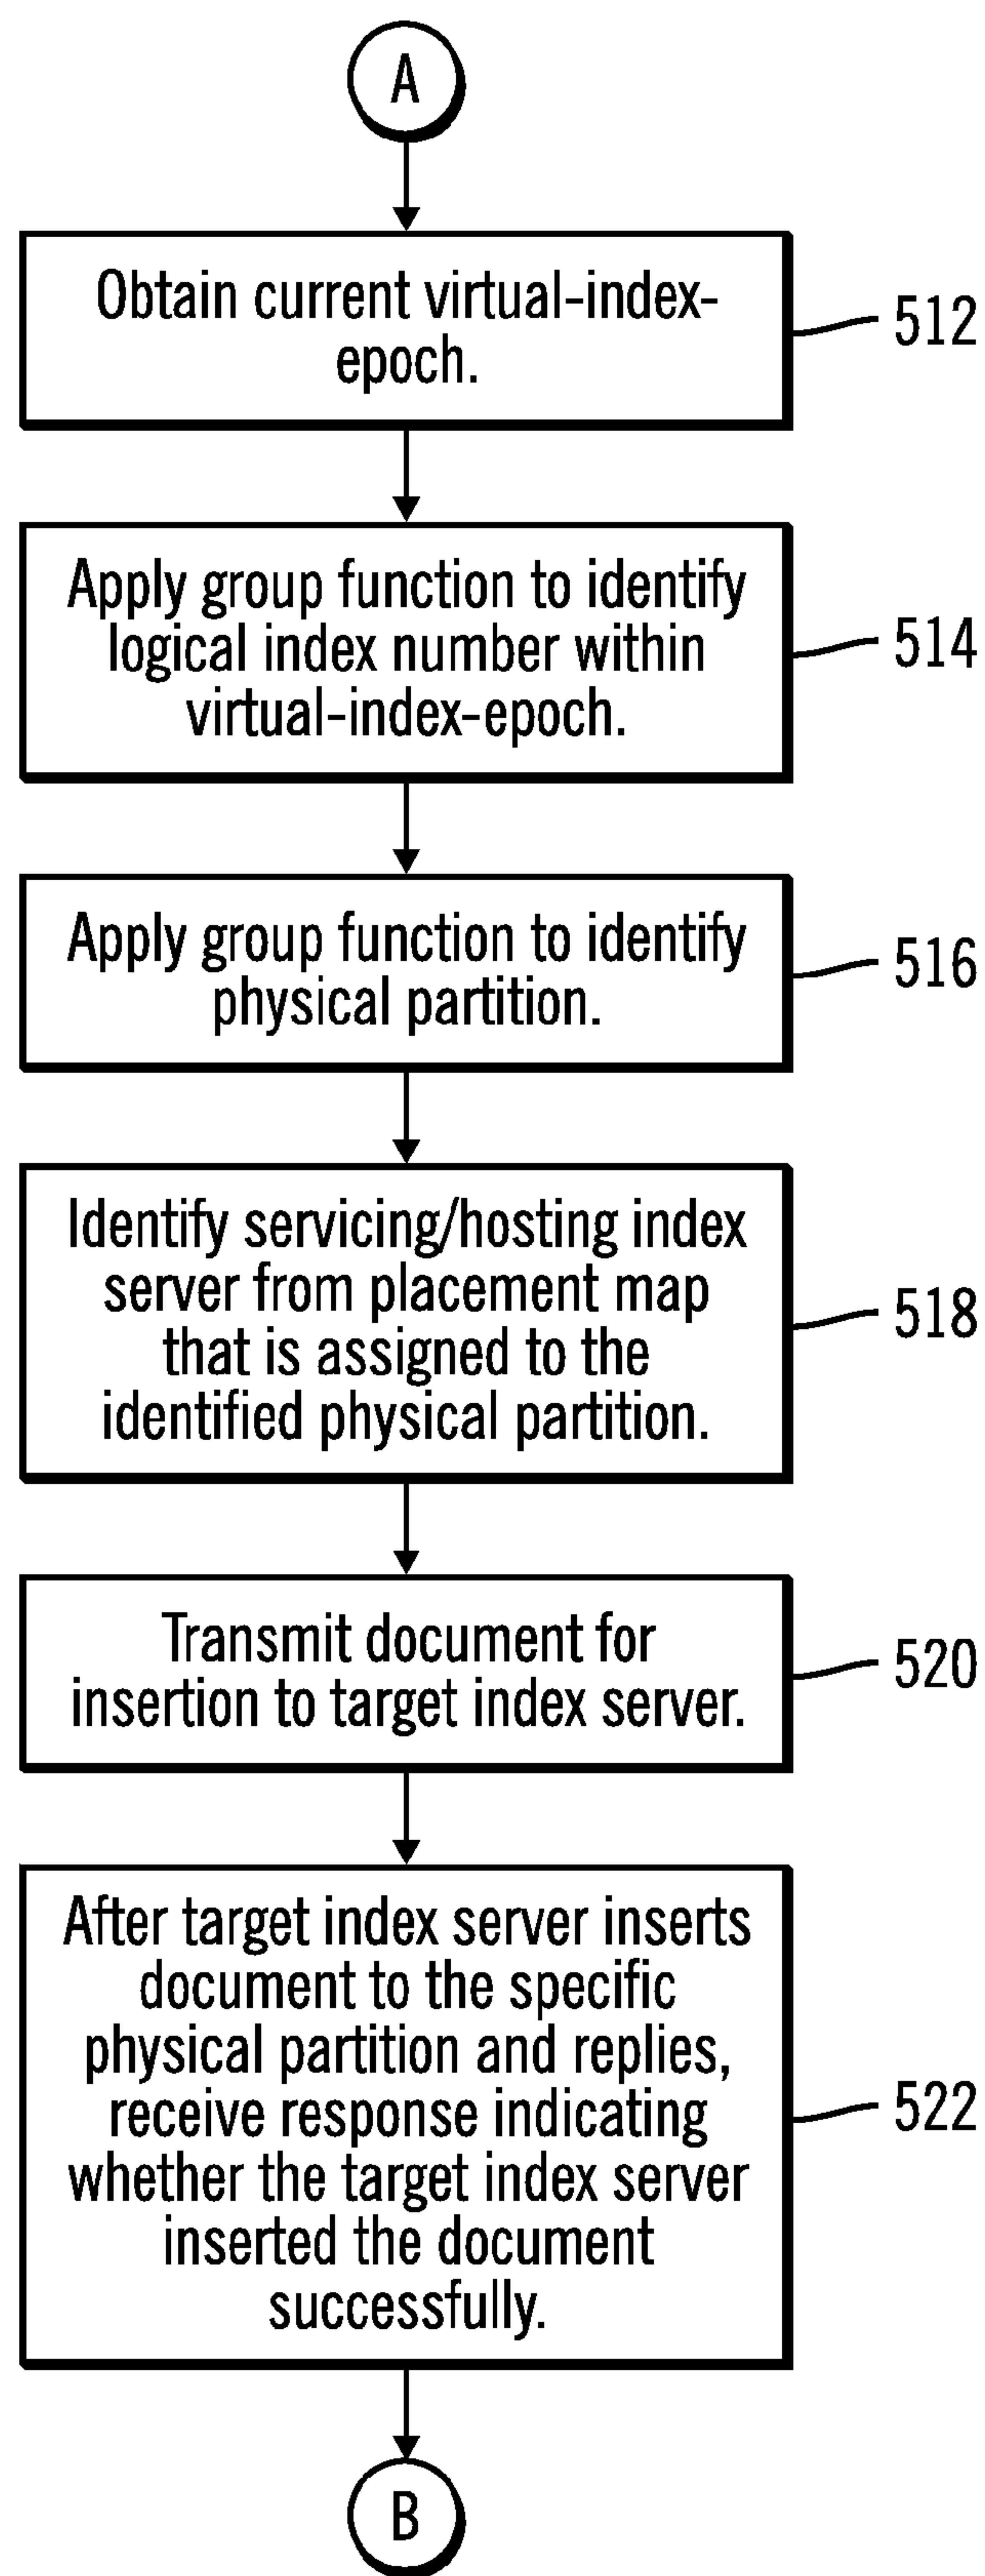 A
Obtain current virtual-index-
epoch.
512
Apply group function to identify
logical index number within
virtual-index-epoch.
514
Apply group function to identify
physical partition.
516
Identify servicing/hosting index
server from placement map
that is assigned to the
identified physical partition.
518
Transmit document for
insertion to target index server.
520
After target index server inserts
document to the specific
physical partition and replies,
receive response indicating
whether the target index server
inserted the document
successfully.
522
B